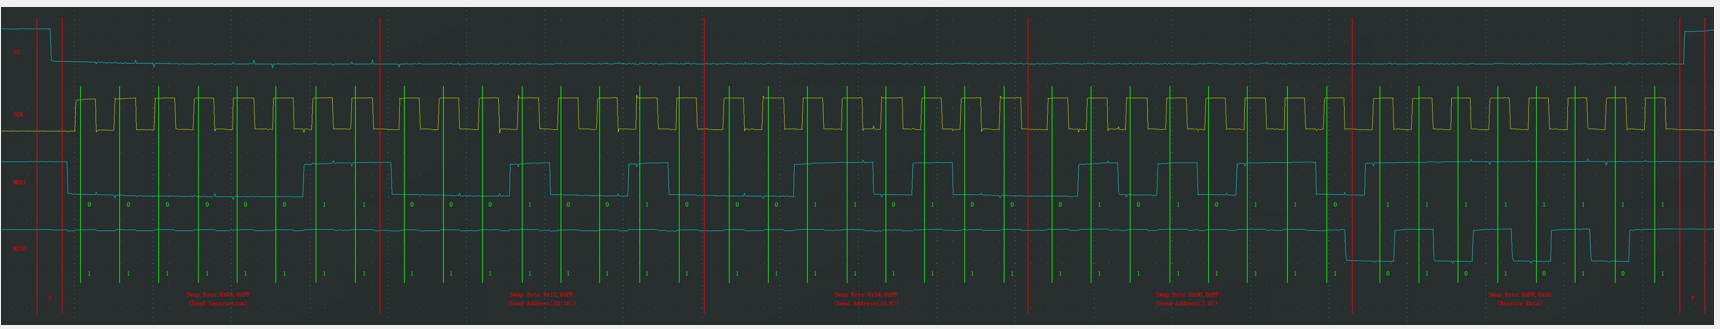 SS
SCK
MOSI
0 0 0 0 0 0 1 1 0 0 0 1 0 0 1 0 0 0 1 1 0 1 0 0 0 1 0 1 0 1 1 0 1 1 1 1 1 1 1 1
MISO
1 1 1 1 1 1 1 1 1 1 1 1 1 1 1 1 1 1 1 1 1 1 1 1 1 1 1 1 1 1 1 1 0 1 0 1 0 1 0 1
S
Swap Byte:0x03,0xFF
(Send Instruction)
Swap Byte:0x12,0xFF
(Send Address[23:16])
Swap Byte:0x34,0xFF
(Send Address[15:8])
Swap Byte:0x56,0xFF
(Send Address[7:0])
Swap Byte:0xFF,0x55
(Receive Data)
P